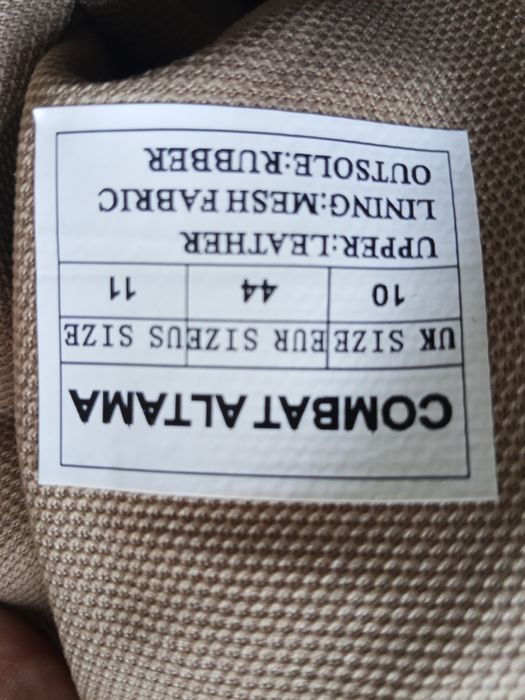 COMBAT ALTAMA
UK SIZE EUR SIZE US SIZE
10 44 11
UPPER:LEATHER
LINING:MESH FABRIC
OUTSOLE:RUBBER